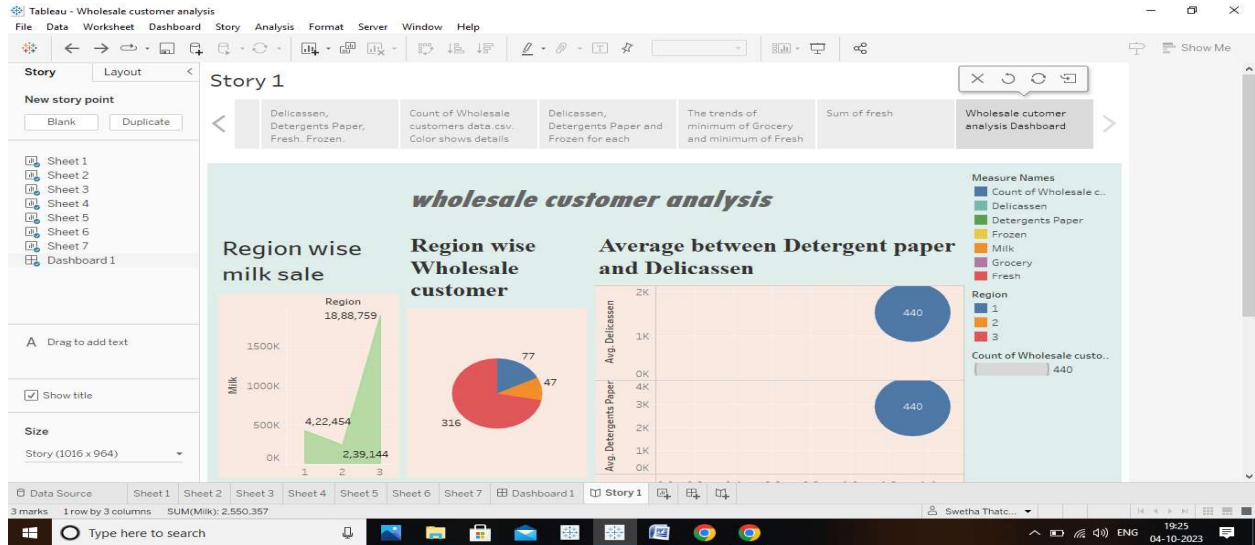 Tableau - Wholesale customer analysis
File Data Worksheet Dashboard Story Analysis Format Server Window Help
Show Me
Story Layout
New story point
Blank Duplicate
Sheet 1
Sheet 2
Sheet 3
Sheet 4
Sheet 5
Sheet 6
Sheet 7
Dashboard 1
A Drag to add text
Show title
Size
Story (1016 x 964)
Story 1
Delicassen,
Detergents Paper,
Fresh. Frozen.
Count of Wholesale
customers data.csv.
Color shows details
Delicassen,
Detergents Paper and
Frozen for each
The trends of
minimum of Grocery
and minimum of Fresh
Sum of fresh
Wholesale cutomer
analysis Dashboard
wholesale customer analysis
Region wise
milk sale
Region
18,88,759
1500K
1000K
500K
0K
Milk
4,22,454
2,39,144
1 2 3
Region wise
Wholesale
customer
77
47
316
Average between Detergent paper
and Delicassen
2K
1K
0K
Avg. Delicassen
440
4K
3K
2K
1K
0K
Avg. Detergents Paper
440
Measure Names
Count of Wholesale c..
Delicassen
Detergents Paper
Frozen
Milk
Grocery
Fresh
Region
1
2
3
Count of Wholesale custo..
440
Data Source Sheet 1 Sheet 2 Sheet 3 Sheet 4 Sheet 5 Sheet 6 Sheet 7 Dashboard 1 Story 1
3 marks 1 row by 3 columns SUM(Milk): 2,550,357
Swetha Thatc...
Type here to search
ENG
19:25
04-10-2023